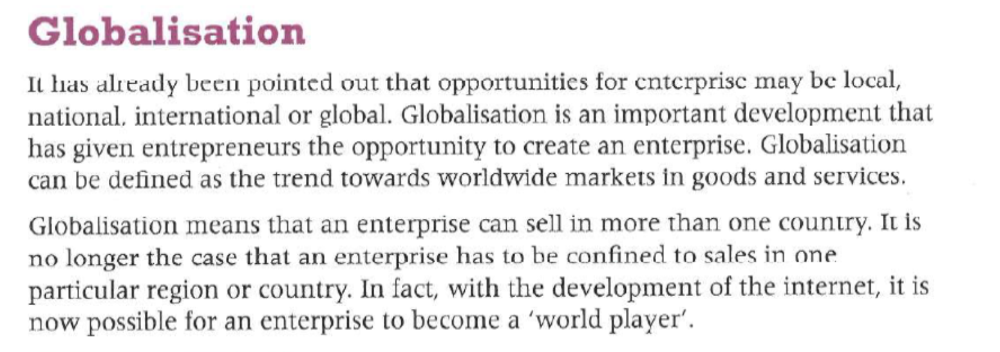 Globalisation
It has already been pointed out that opportunities for enterprise may be local,
national, international or global. Globalisation is an important development that
has given entrepreneurs the opportunity to create an enterprise. Globalisation
can be defined as the trend towards worldwide markets in goods and services.
Globalisation means that an enterprise can sell in more than one country. It is
no longer the case that an enterprise has to be confined to sales in one
particular region or country. In fact, with the development of the internet, it is
now possible for an enterprise to become a ‘world player’.